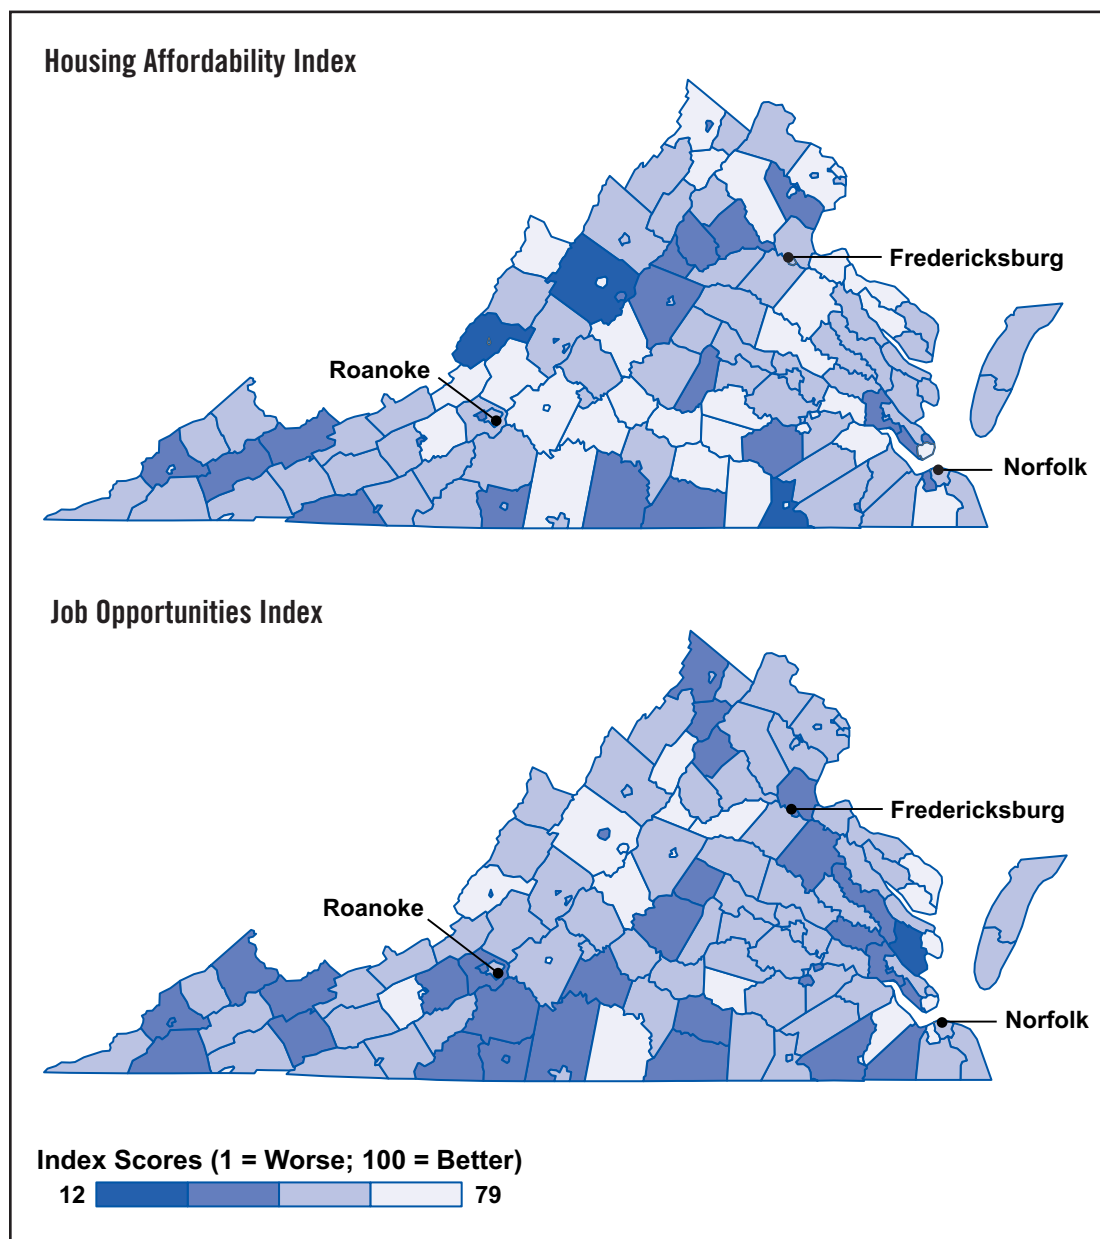 Housing Affordability Index
Fredericksburg
Roanoke
Norfolk
Job Opportunities Index
Fredericksburg
Roanoke
Norfolk
Index Scores (1 = Worse; 100 = Better)
12 79